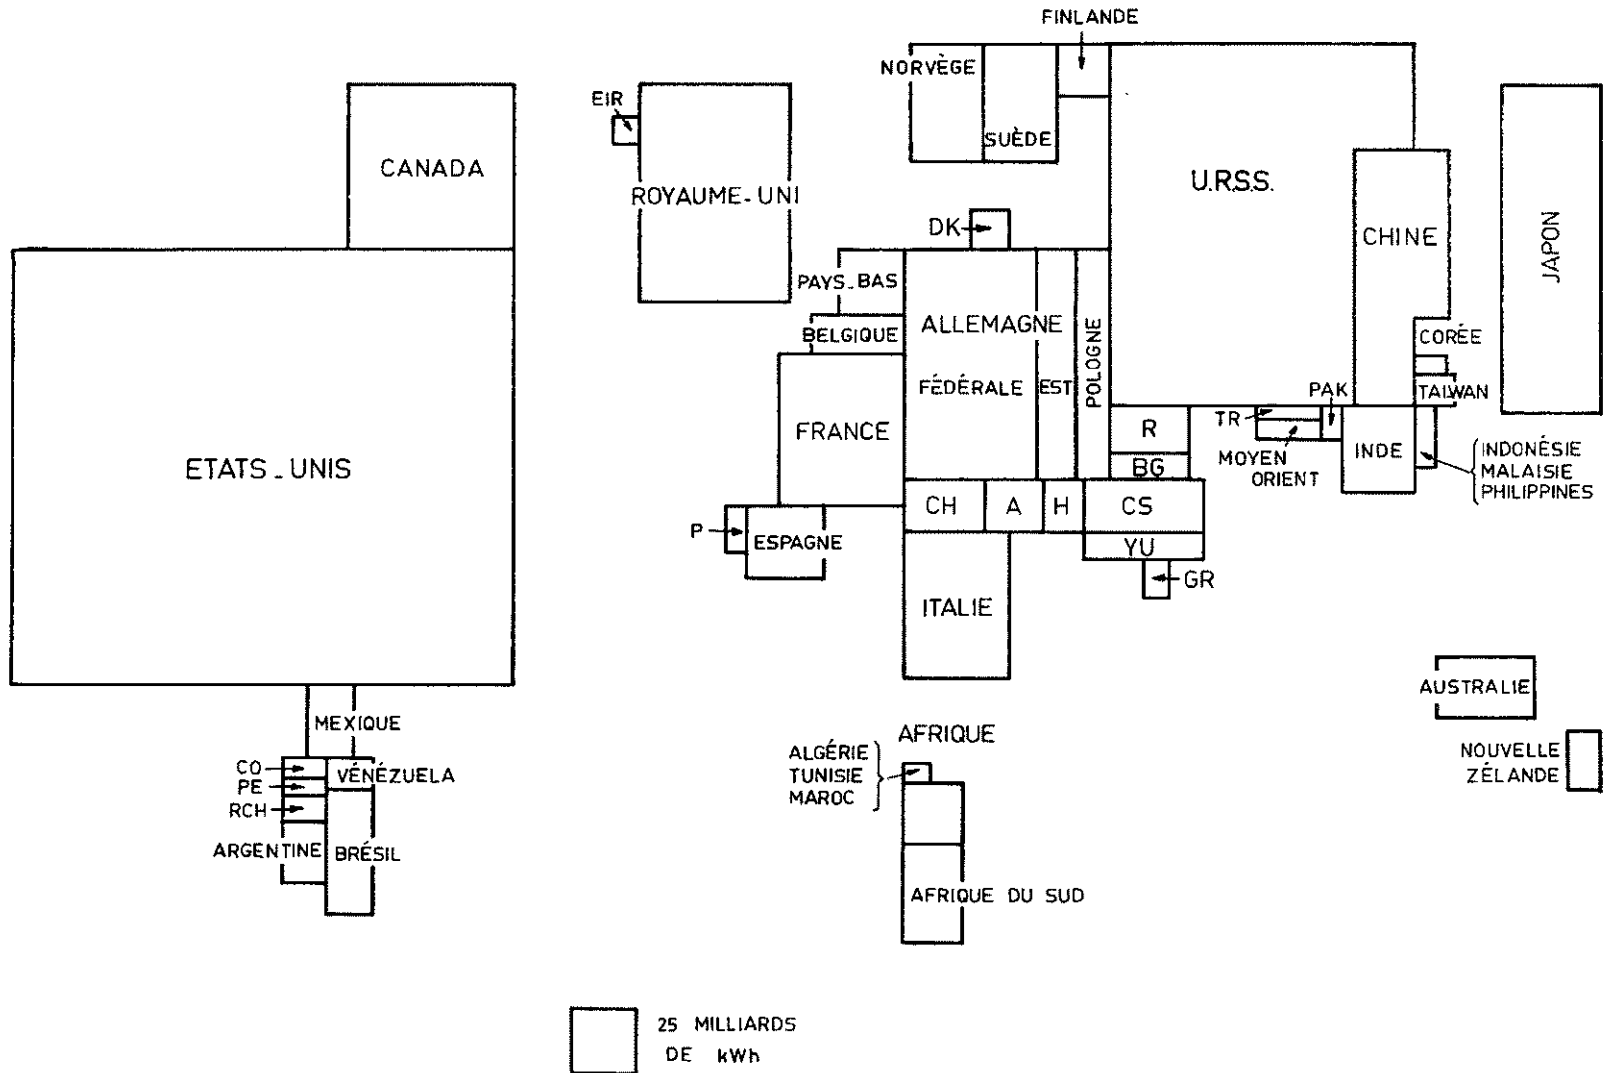 FINLANDE
NORVÈGE
SUÈDE
EIR
CANADA
ROYAUME-UNI
U.R.S.S.
DK
CHINE
JAPON
PAYS-BAS
BELGIQUE
ALLEMAGNE
FÉDÉRALE
EST
POLOGNE
CORÉE
TAIWAN
PAK
TR
MOYEN
ORIENT
INDE
INDONÉSIE
MALAISIE
PHILIPPINES
FRANCE
R
BG
ETATS-UNIS
CH
A
H
CS
YU
GR
P
ESPAGNE
ITALIE
AUSTRALIE
NOUVELLE
ZÉLANDE
MEXIQUE
CO
VÉNÉZUELA
PE
RCH
ARGENTINE
BRÉSIL
AFRIQUE
ALGÉRIE
TUNISIE
MAROC
AFRIQUE DU SUD
25 MILLIARDS
DE kWh